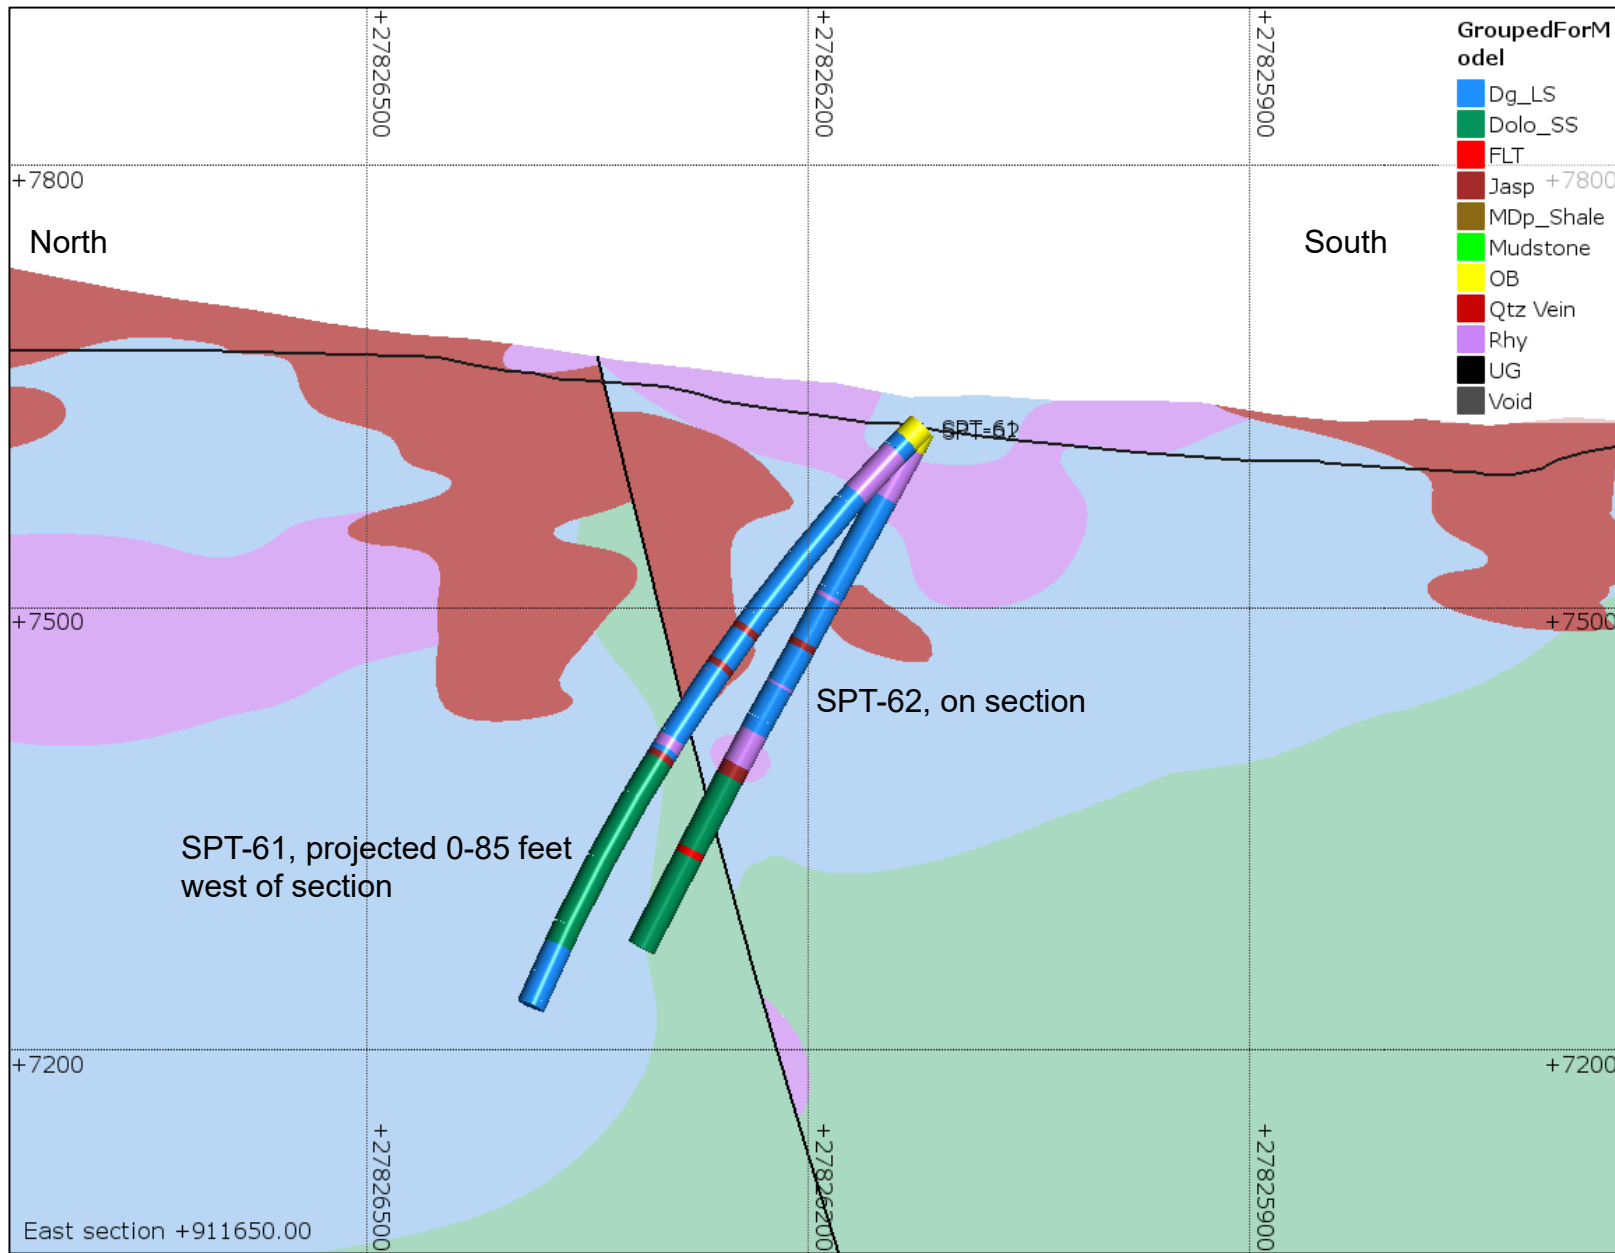 +27826500
+27826200
+27825900
GroupedForM
odel
Dg_LS
Dolo_SS
FLT
Jasp
MDp_Shale
Mudstone
OB
Qtz Vein
Rhy
UG
Void
+7800
+7800
North
South
SPT-61
SPT-62
+7500
+7500
SPT-62, on section
SPT-61, projected 0-85 feet
west of section
+7200
+7200
+27826500
+27826200
+27825900
East section +911650.00